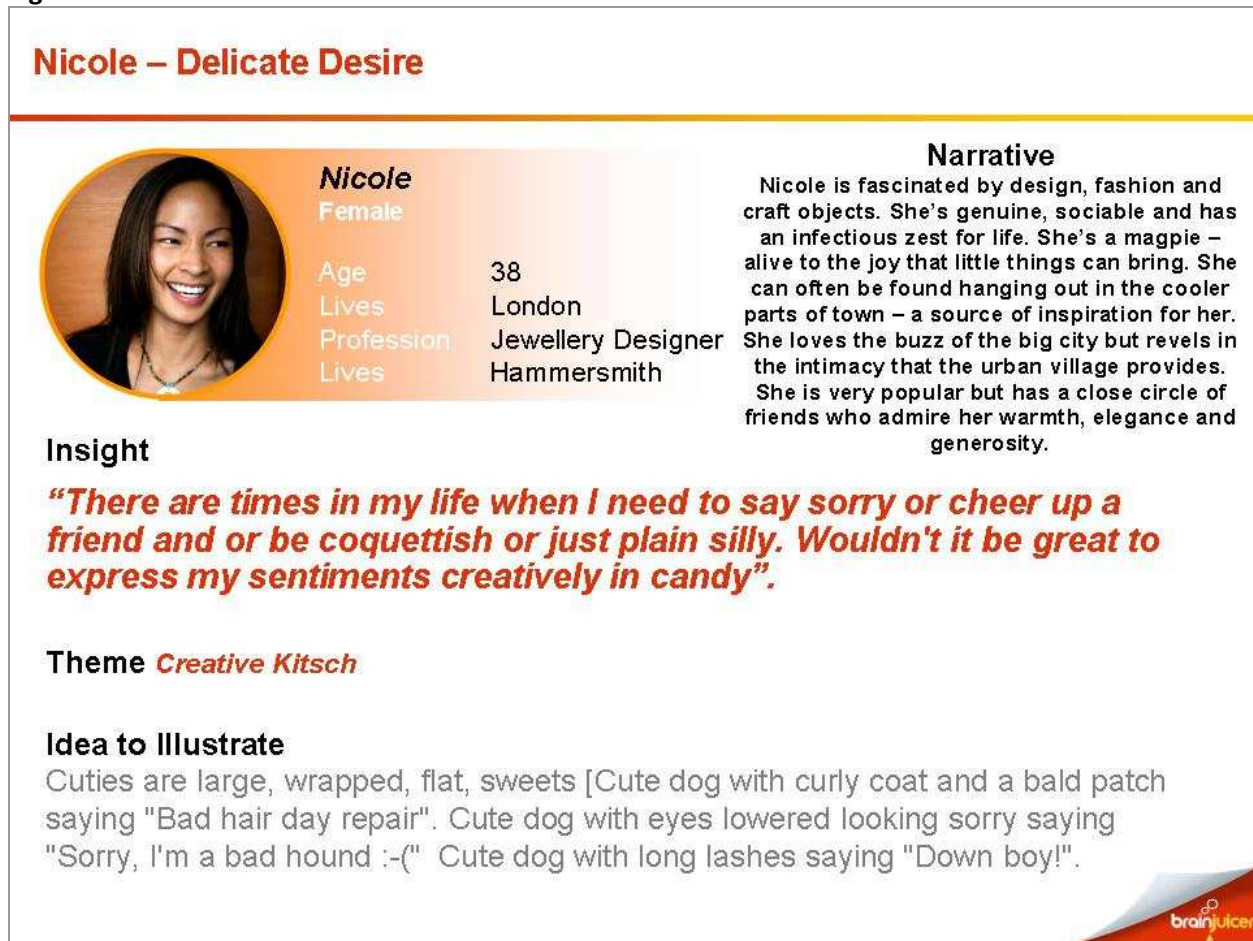 g
Nicole – Delicate Desire
Nicole
Female
Age 38
Lives London
Profession Jewellery Designer
Lives Hammersmith
Narrative
Nicole is fascinated by design, fashion and
craft objects. She's genuine, sociable and has
an infectious zest for life. She's a magpie –
alive to the joy that little things can bring. She
can often be found hanging out in the cooler
parts of town – a source of inspiration for her.
She loves the buzz of the big city but revels in
the intimacy that the urban village provides.
She is very popular but has a close circle of
friends who admire her warmth, elegance and
generosity.
Insight
“There are times in my life when I need to say sorry or cheer up a
friend and or be coquettish or just plain silly. Wouldn't it be great to
express my sentiments creatively in candy”.
Theme Creative Kitsch
Idea to Illustrate
Cuties are large, wrapped, flat, sweets [Cute dog with curly coat and a bald patch
saying "Bad hair day repair". Cute dog with eyes lowered looking sorry saying
"Sorry, I'm a bad hound :-(" Cute dog with long lashes saying "Down boy!".
brainjuicer